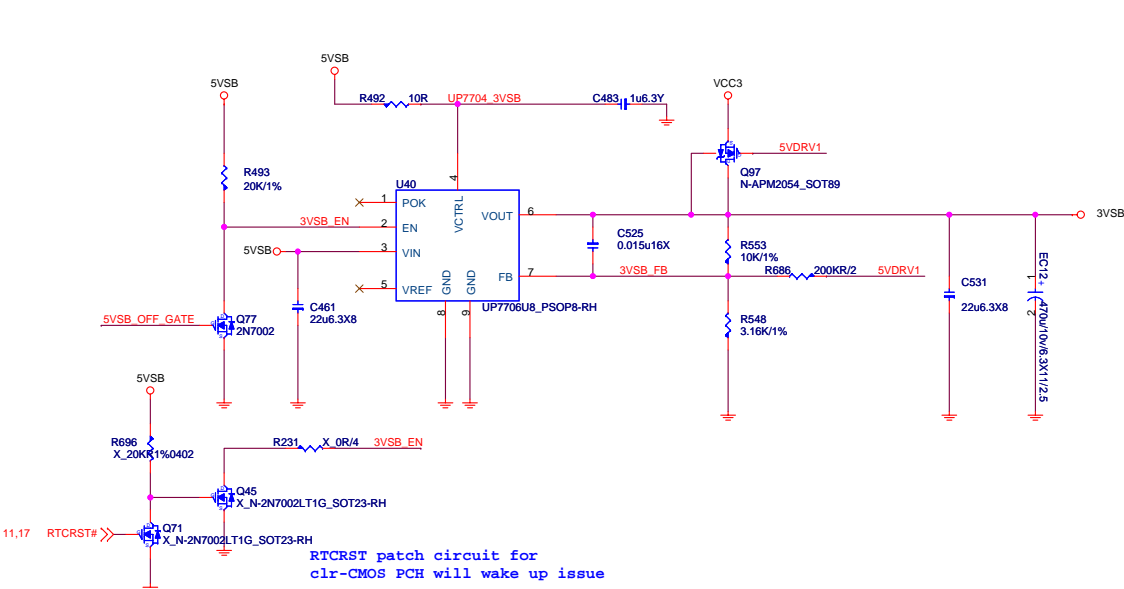 5VSB
5VSB
VCC3
R492 10R
UP7704_3VSB
C483 1u6.3Y
R493
20K/1%
5VDRV1
Q97
N-APM2054_SOT89
U40
4
1
POK
VCTRL
VOUT
6
3VSB
3VSB_EN
2
EN
5VSB
3
VIN
C525
0.015u16X
R553
10K/1%
FB
7
3VSB_FB
R686 200KR/2
5VDRV1
5
VREF
GND
GND
UP7706U8_PSOP8-RH
8
9
C461
22u6.3X8
5VSB_OFF_GATE
Q77
2N7002
R548
3.16K/1%
C531
22u6.3X8
EC12
+
1
2
470u/10v/6.3X11/2.5
5VSB
R696
X_20KR1%0402
R231 X_0R/4
3VSB_EN
Q45
X_N-2N7002LT1G_SOT23-RH
11,17 RTCRST#
Q71
X_N-2N7002LT1G_SOT23-RH
RTCRST patch circuit for
clr-CMOS PCH will wake up issue